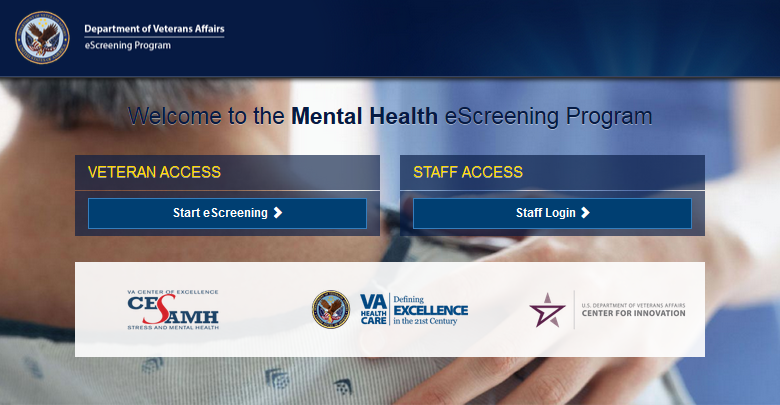 Department of Veterans Affairs
eScreening Program
Welcome to the Mental Health eScreening Program
VETERAN ACCESS
Start eScreening
STAFF ACCESS
Staff Login
VA CENTER OF EXCELLENCE
CESAMH
STRESS AND MENTAL HEALTH
VA
HEALTH
CARE
Defining
EXCELLENCE
in the 21st Century
U.S. DEPARTMENT OF VETERANS AFFAIRS
CENTER FOR INNOVATION